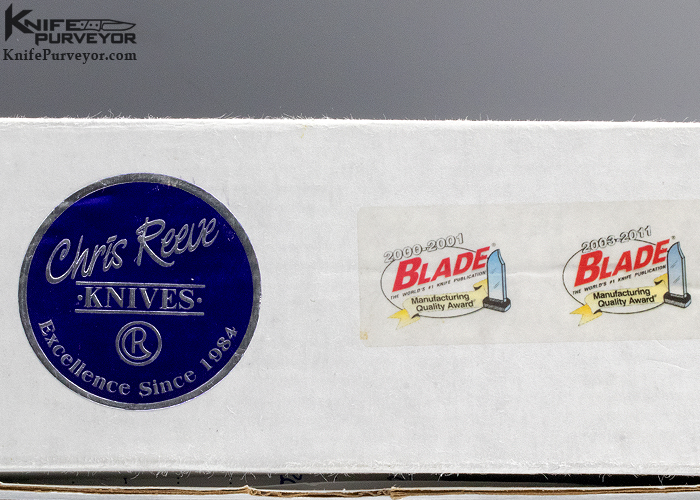 KNIFE
PURVEYOR
KnifePurveyor.com
Chris Reeve
·KNIVES·
CR
Excellence Since 1984
2000-2001
BLADE®
THE WORLD'S #1 KNIFE PUBLICATION
Manufacturing
Quality Award
2003-2011
BLADE®
THE WORLD'S #1 KNIFE PUBLICATION
Manufacturing
Quality Award